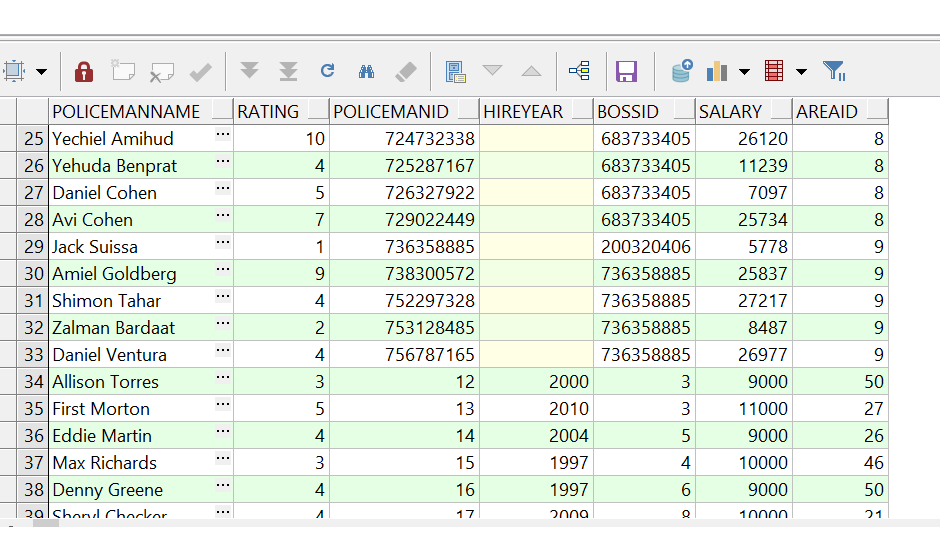 POLICEMANNAME RATING POLICEMANID HIREYEAR BOSSID SALARY AREAID
25 Yechiel Amihud ... 10 724732338 683733405 26120 8
26 Yehuda Benprat ... 4 725287167 683733405 11239 8
27 Daniel Cohen ... 5 726327922 683733405 7097 8
28 Avi Cohen ... 7 729022449 683733405 25734 8
29 Jack Suissa ... 1 736358885 200320406 5778 9
30 Amiel Goldberg ... 9 738300572 736358885 25837 9
31 Shimon Tahar ... 4 752297328 736358885 27217 9
32 Zalman Bardaat ... 2 753128485 736358885 8487 9
33 Daniel Ventura ... 4 756787165 736358885 26977 9
34 Allison Torres ... 3 12 2000 3 9000 50
35 First Morton ... 5 13 2010 3 11000 27
36 Eddie Martin ... 4 14 2004 5 9000 26
37 Max Richards ... 3 15 1997 4 10000 46
38 Denny Greene ... 4 16 1997 6 9000 50
39 Sheryl Checker ... 4 17 2009 8 10000 21